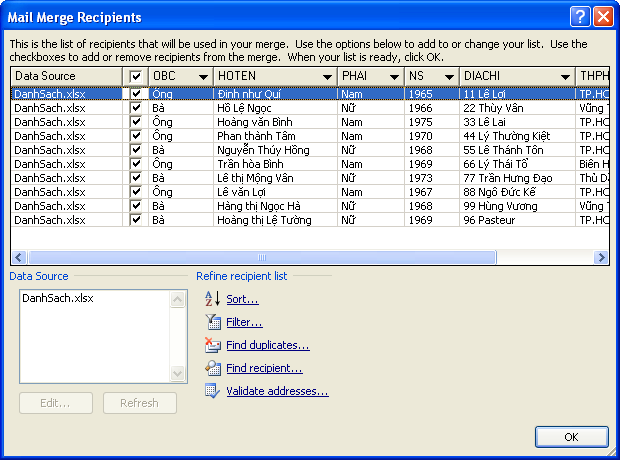 Mail Merge Recipients
This is the list of recipients that will be used in your merge. Use the options below to add to or change your list. Use the
checkboxes to add or remove recipients from the merge. When your list is ready, click OK.
Data Source OBC HOTEN PHAI NS DIACHI THPH
DanhSach.xlsx Ông Đinh như Quí Nam 1965 11 Lê Lợi TP.HC
DanhSach.xlsx Bà Hồ Lệ Ngọc Nữ 1966 22 Thùy Vân Vũng T
DanhSach.xlsx Ông Hoàng văn Bình Nam 1975 33 Lê Lai TP.HC
DanhSach.xlsx Ông Phan thành Tâm Nam 1970 44 Lý Thường Kiệt TP.HC
DanhSach.xlsx Bà Nguyễn Thúy Hồng Nữ 1968 55 Lê Thánh Tôn TP.HC
DanhSach.xlsx Ông Trần hòa Bình Nam 1969 66 Lý Thái Tổ Biên H
DanhSach.xlsx Bà Lê thị Mộng Vân Nữ 1973 77 Trần Hưng Đạo Thủ D
DanhSach.xlsx Ông Lê văn Lợi Nam 1967 88 Ngô Đức Kế TP.HC
DanhSach.xlsx Bà Hàng thị Ngọc Hà Nữ 1968 99 Hùng Vương Vũng T
DanhSach.xlsx Bà Hoàng thị Lệ Tường Nữ 1969 96 Pasteur TP.HC
Data Source
DanhSach.xlsx
Edit...
Refresh
Refine recipient list
Sort...
Filter...
Find duplicates...
Find recipient...
Validate addresses...
OK